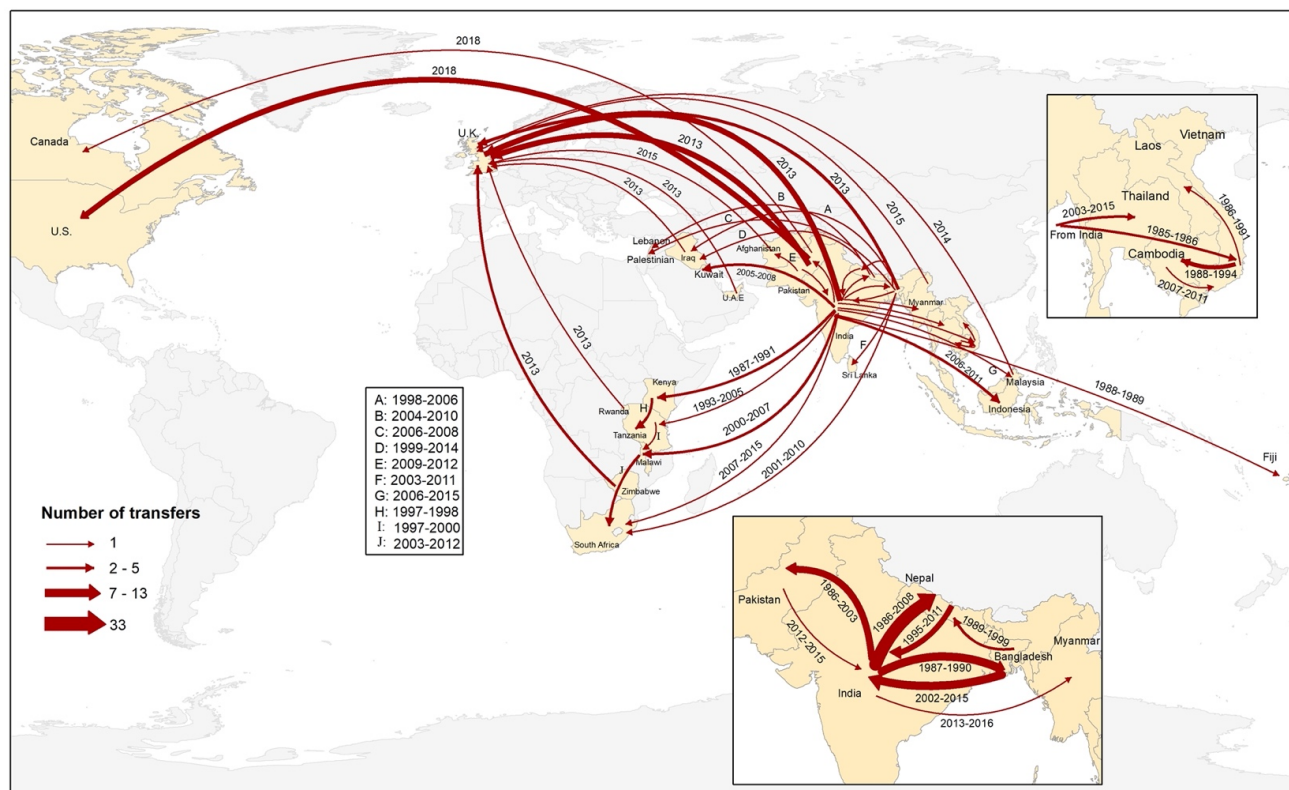 2018
2018
Canada
U.S.
U.K.
2013
2015
2013
2013
2013
2013
2015
2014
B
A
C
D
Lebanon
Palestinian
Iraq
Kuwait
Afghanistan
E
2005-2008
U.A.E
Pakistan
Myanmar
India
F
Sri Lanka
G
2006-2011
Malaysia
Indonesia
1988-1989
Fiji
2013
2013
1987-1991
Kenya
H
1993-2005
Rwanda
Tanzania
I
2000-2007
Malawi
J
2007-2015
2001-2010
Zimbabwe
South Africa
A: 1998-2006
B: 2004-2010
C: 2006-2008
D: 1999-2014
E: 2009-2012
F: 2003-2011
G: 2006-2015
H: 1997-1998
I: 1997-2000
J: 2003-2012
Number of transfers
1
2 - 5
7 - 13
33
Vietnam
Laos
Thailand
2003-2015
From India
1985-1986
1986-1991
Cambodia
1988-1994
2007-2011
Nepal
Pakistan
1986-2003
1986-2008
1995-2011
1989-1999
Myanmar
2012-2015
Bangladesh
1987-1990
India
2002-2015
2013-2016